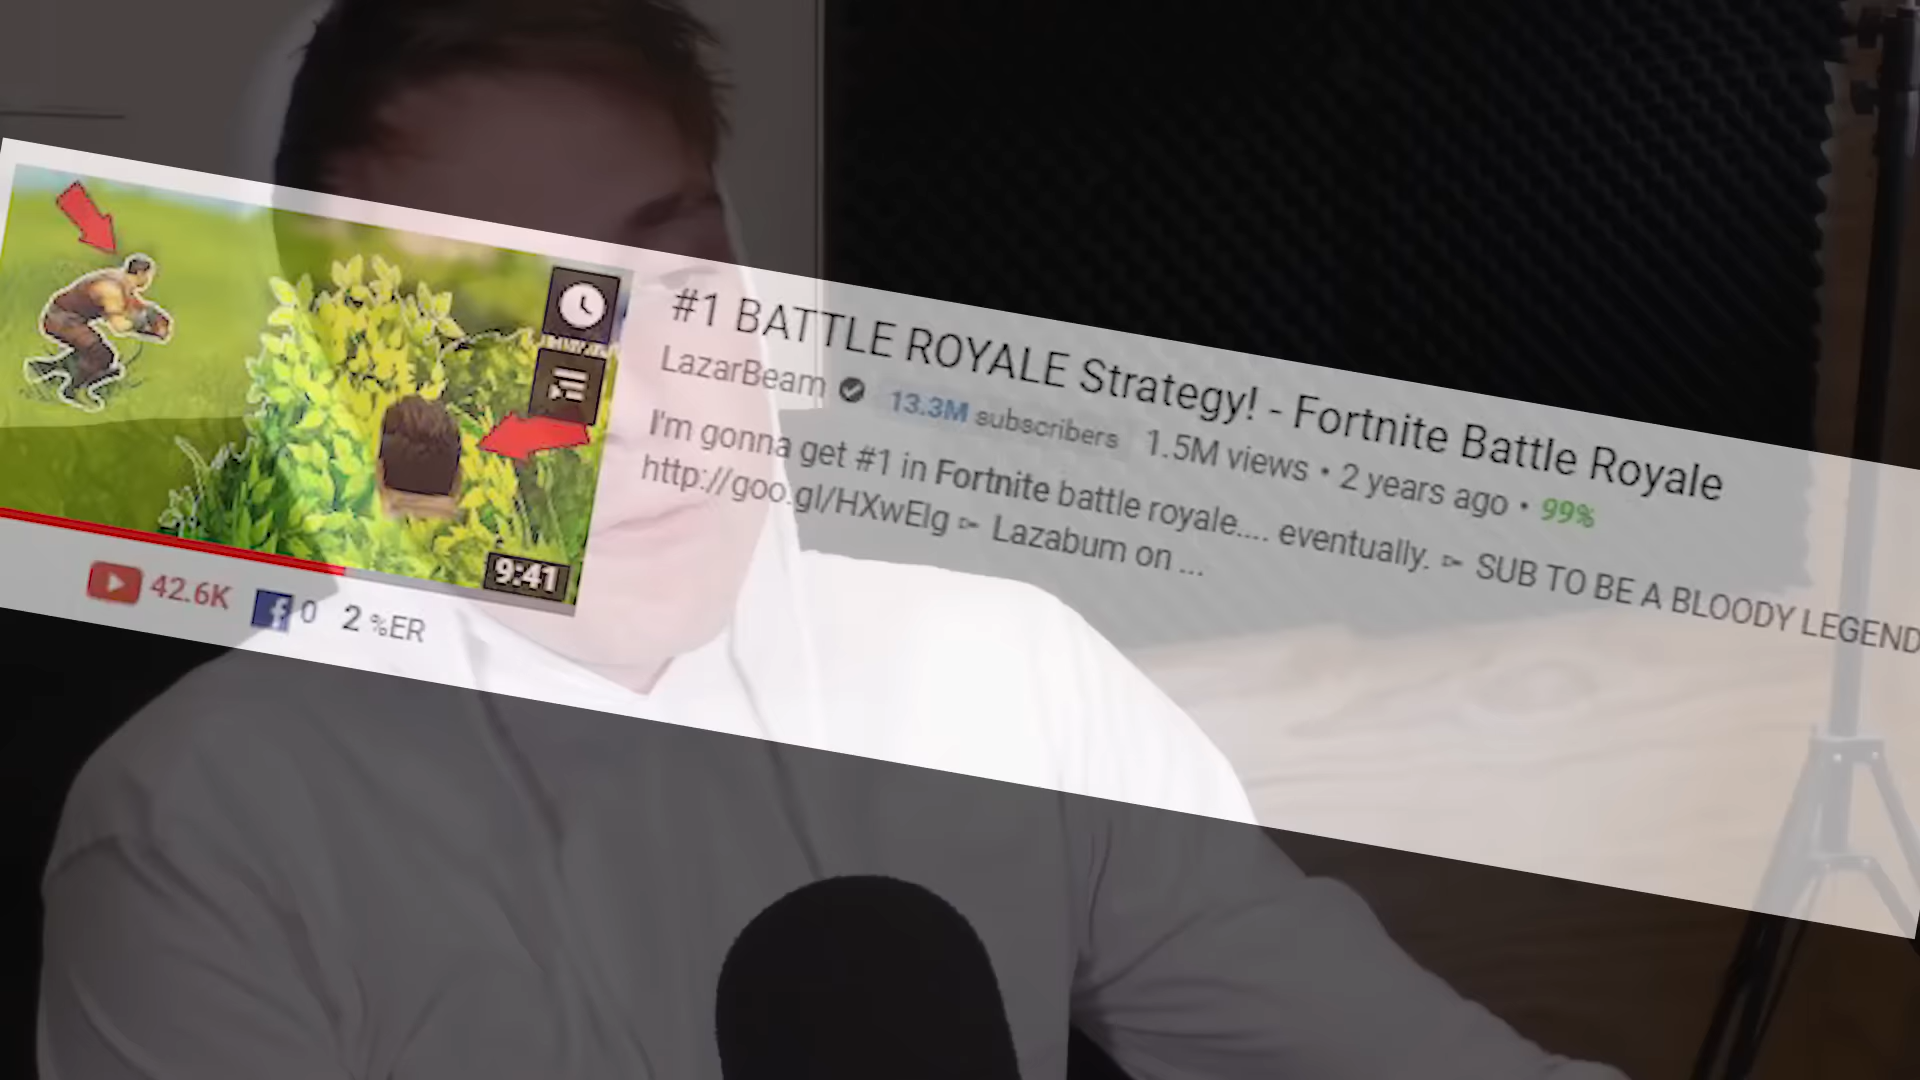 #1 BATTLE ROYALE Strategy! - Fortnite Battle Royale
LazarBeam 13.3M subscribers 1.5M views • 2 years ago • 99%
I'm gonna get #1 in Fortnite battle royale.... eventually. ▻ SUB TO BE A BLOODY LEGEND
http://goo.gl/HXwEIg ▻ Lazabum on ...
9:41
42.6K 0 2 %ER